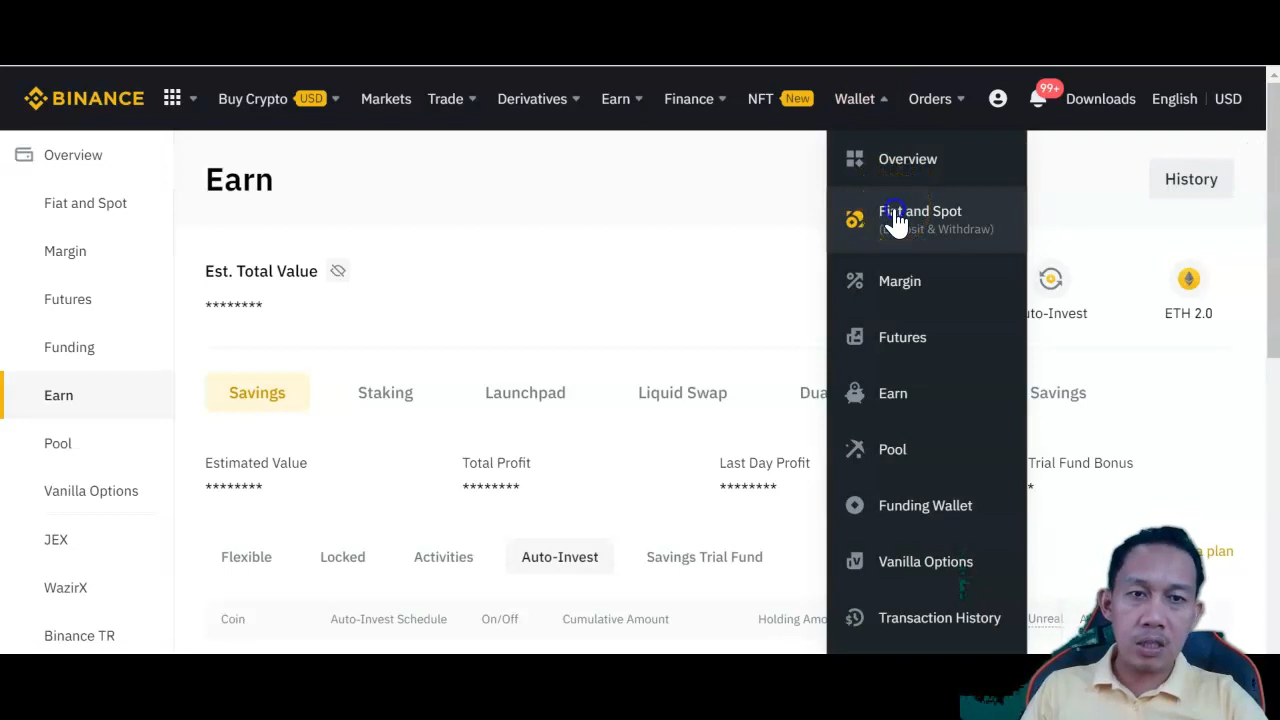 BINANCE
Buy Crypto USD
Markets
Trade
Derivatives
Earn
Finance
NFT New
Wallet
Orders
99+
Downloads
English
USD
Overview
Fiat and Spot
Margin
Futures
Funding
Earn
Pool
Vanilla Options
JEX
WazirX
Binance TR
Earn
History
Est. Total Value
********
ETH 2.0
Savings
Staking
Launchpad
Liquid Swap
Savings
Estimated Value
Total Profit
Last Day Profit
Trial Fund Bonus
********
********
********
*
Flexible
Locked
Activities
Auto-Invest
Savings Trial Fund
plan
Coin
Auto-Invest Schedule
On/Off
Cumulative Amount
Holding
Overview
Fiat and Spot
(Deposit & Withdraw)
Margin
Futures
Earn
Pool
Funding Wallet
Vanilla Options
Transaction History